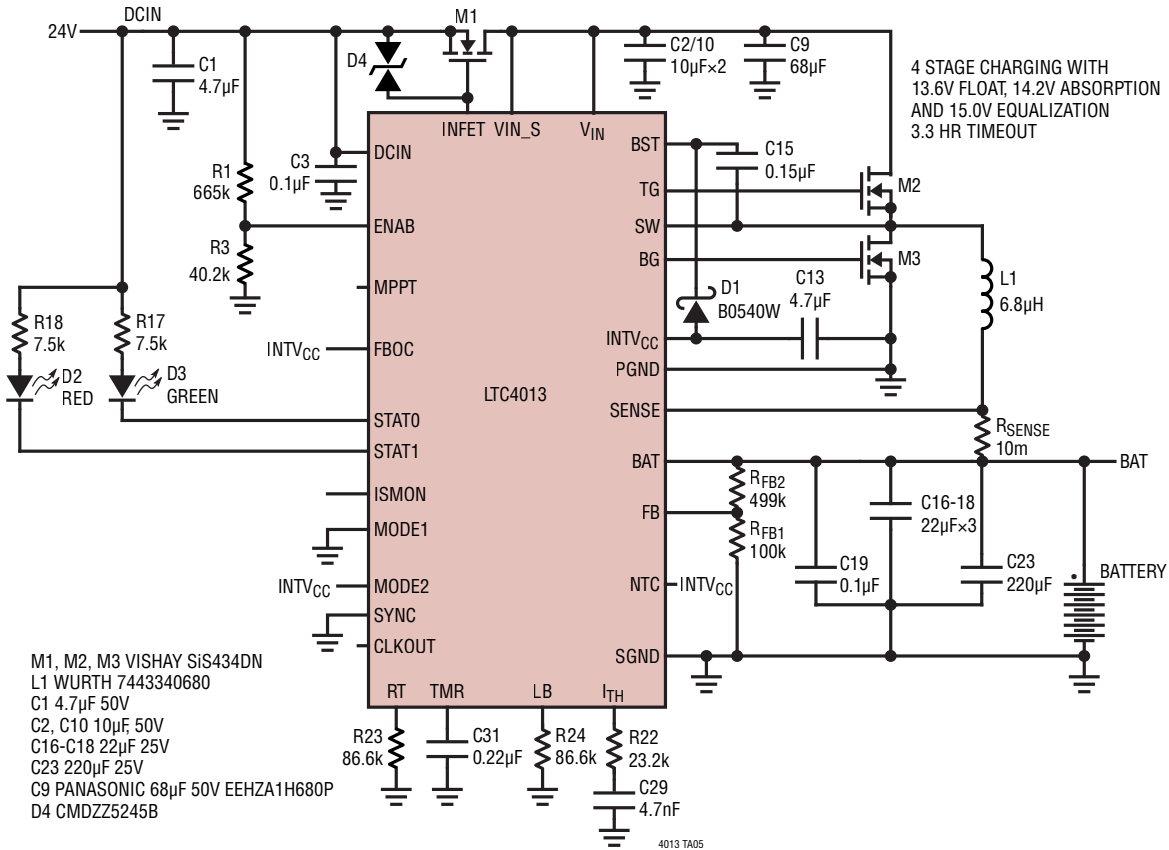 DCIN
24V
M1
D4
C1
4.7µF
C2/10
10µF×2
C9
68µF
4 STAGE CHARGING WITH
13.6V FLOAT, 14.2V ABSORPTION
AND 15.0V EQUALIZATION
3.3 HR TIMEOUT
INFET
VIN_S
VIN
DCIN
C3
0.1µF
R1
665k
ENAB
R3
40.2k
MPPT
INTVCC
FBOC
R18
7.5k
R17
7.5k
D2
RED
D3
GREEN
STAT0
STAT1
ISMON
MODE1
INTVCC
MODE2
SYNC
CLKOUT
LTC4013
BST
C15
0.15µF
TG
M2
SW
BG
M3
D1
B0540W
C13
4.7µF
L1
6.8µH
INTVCC
PGND
SENSE
RSENSE
10m
BAT
BAT
RFB2
499k
FB
RFB1
100k
C16-18
22µF×3
C19
0.1µF
C23
220µF
BATTERY
NTC
INTVCC
SGND
RT
TMR
LB
ITH
R23
86.6k
C31
0.22µF
R24
86.6k
R22
23.2k
C29
4.7nF
M1, M2, M3 VISHAY SiS434DN
L1 WURTH 7443340680
C1 4.7µF 50V
C2, C10 10µF, 50V
C16-C18 22µF 25V
C23 220µF 25V
C9 PANASONIC 68µF 50V EEHZA1H680P
D4 CMDZZ5245B
4013 TA05